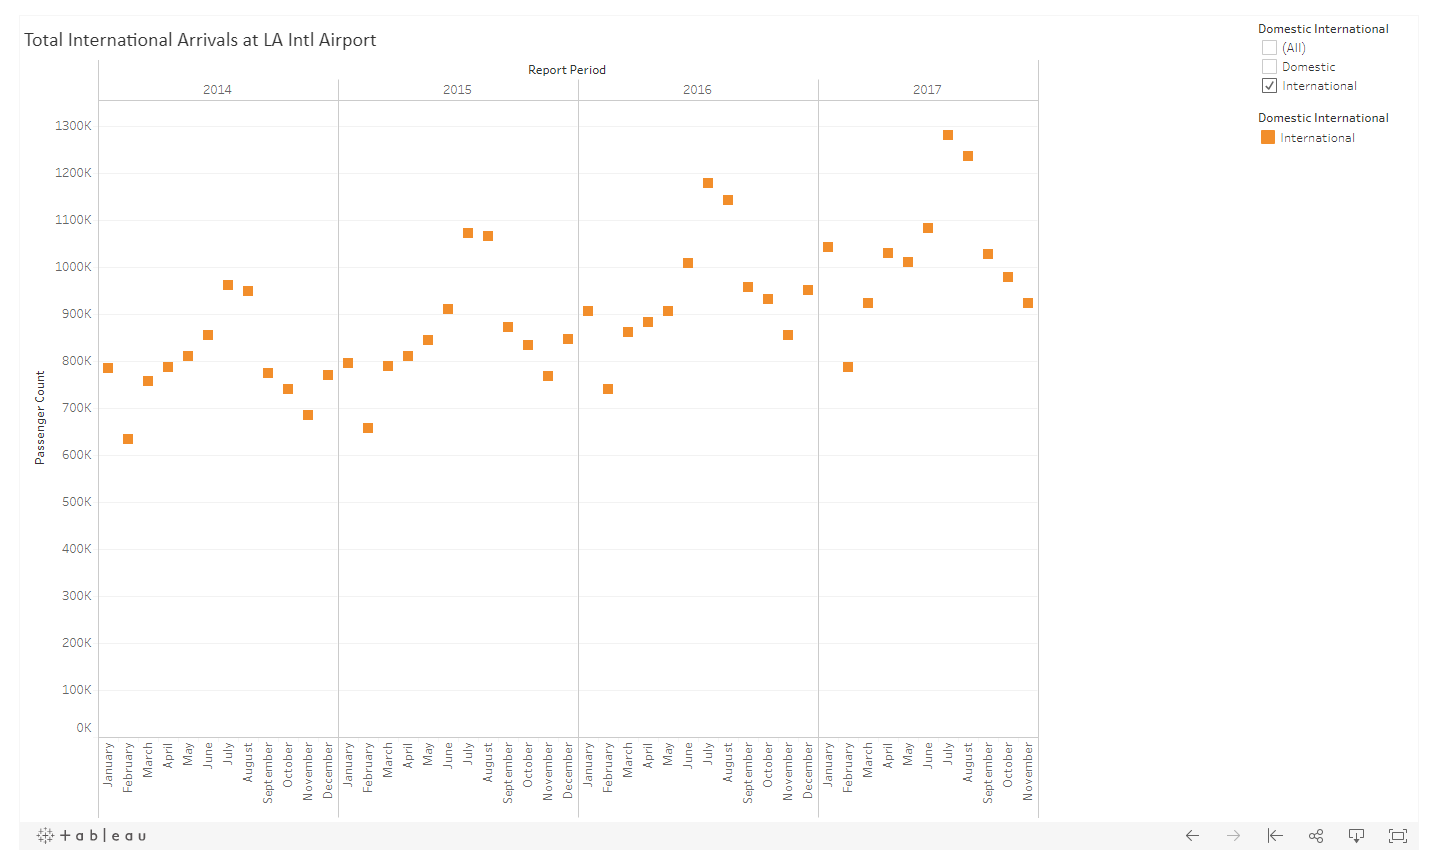 Total International Arrivals at LA Intl Airport
Report Period
2014 2015 2016 2017
1300K
1200K
1100K
1000K
900K
800K
700K
600K
500K
400K
300K
200K
100K
0K
Passenger Count
January February March April May June July August September October November December January February March April May June July August September October November December January February March April May June July August September October November December January February March April May June July August September October November
Domestic International
(All)
Domestic
International
Domestic International
International
+ a b | e a u